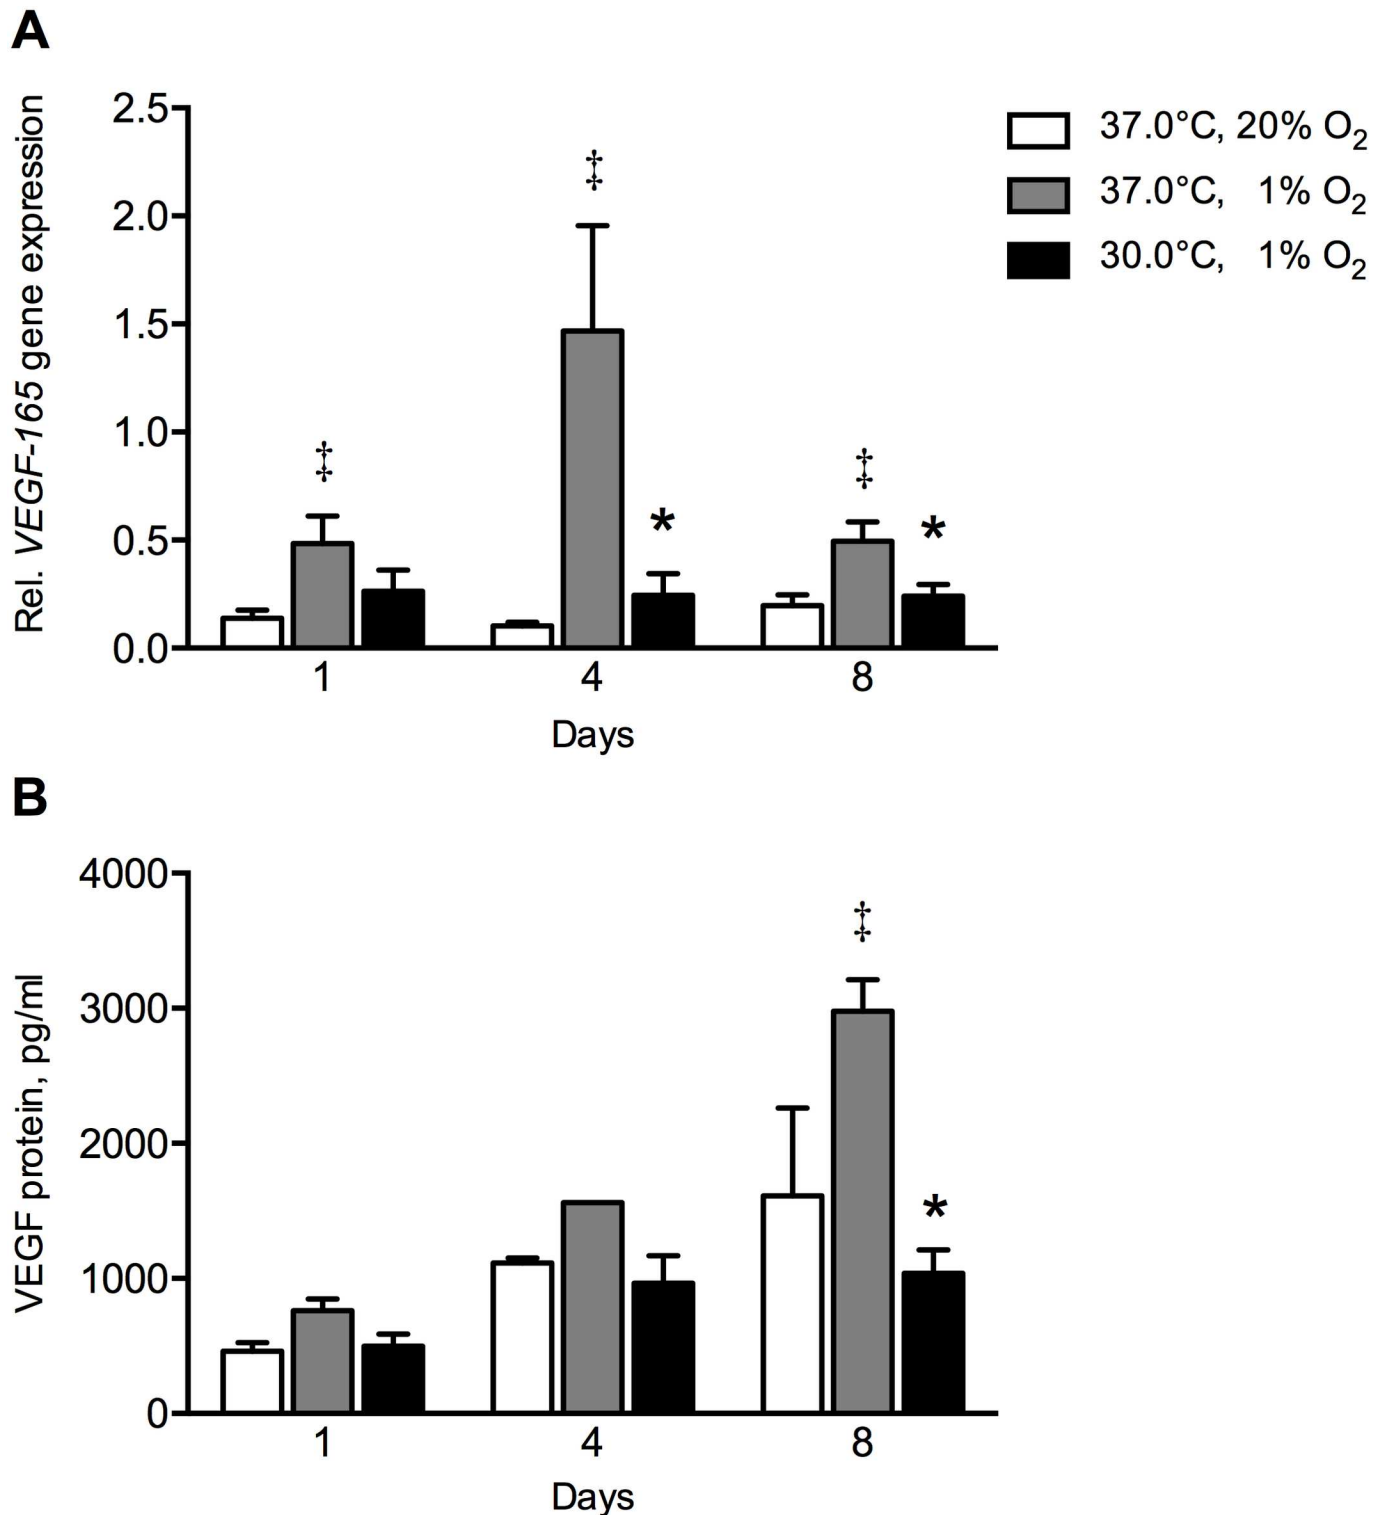 A
Rel. VEGF-165 gene expression
2.5
2.0
1.5
1.0
0.5
0.0
‡
‡
*
‡
*
1 4 8
Days
37.0°C, 20% O₂
37.0°C, 1% O₂
30.0°C, 1% O₂
B
VEGF protein, pg/ml
4000
3000
2000
1000
0
‡
*
1 4 8
Days